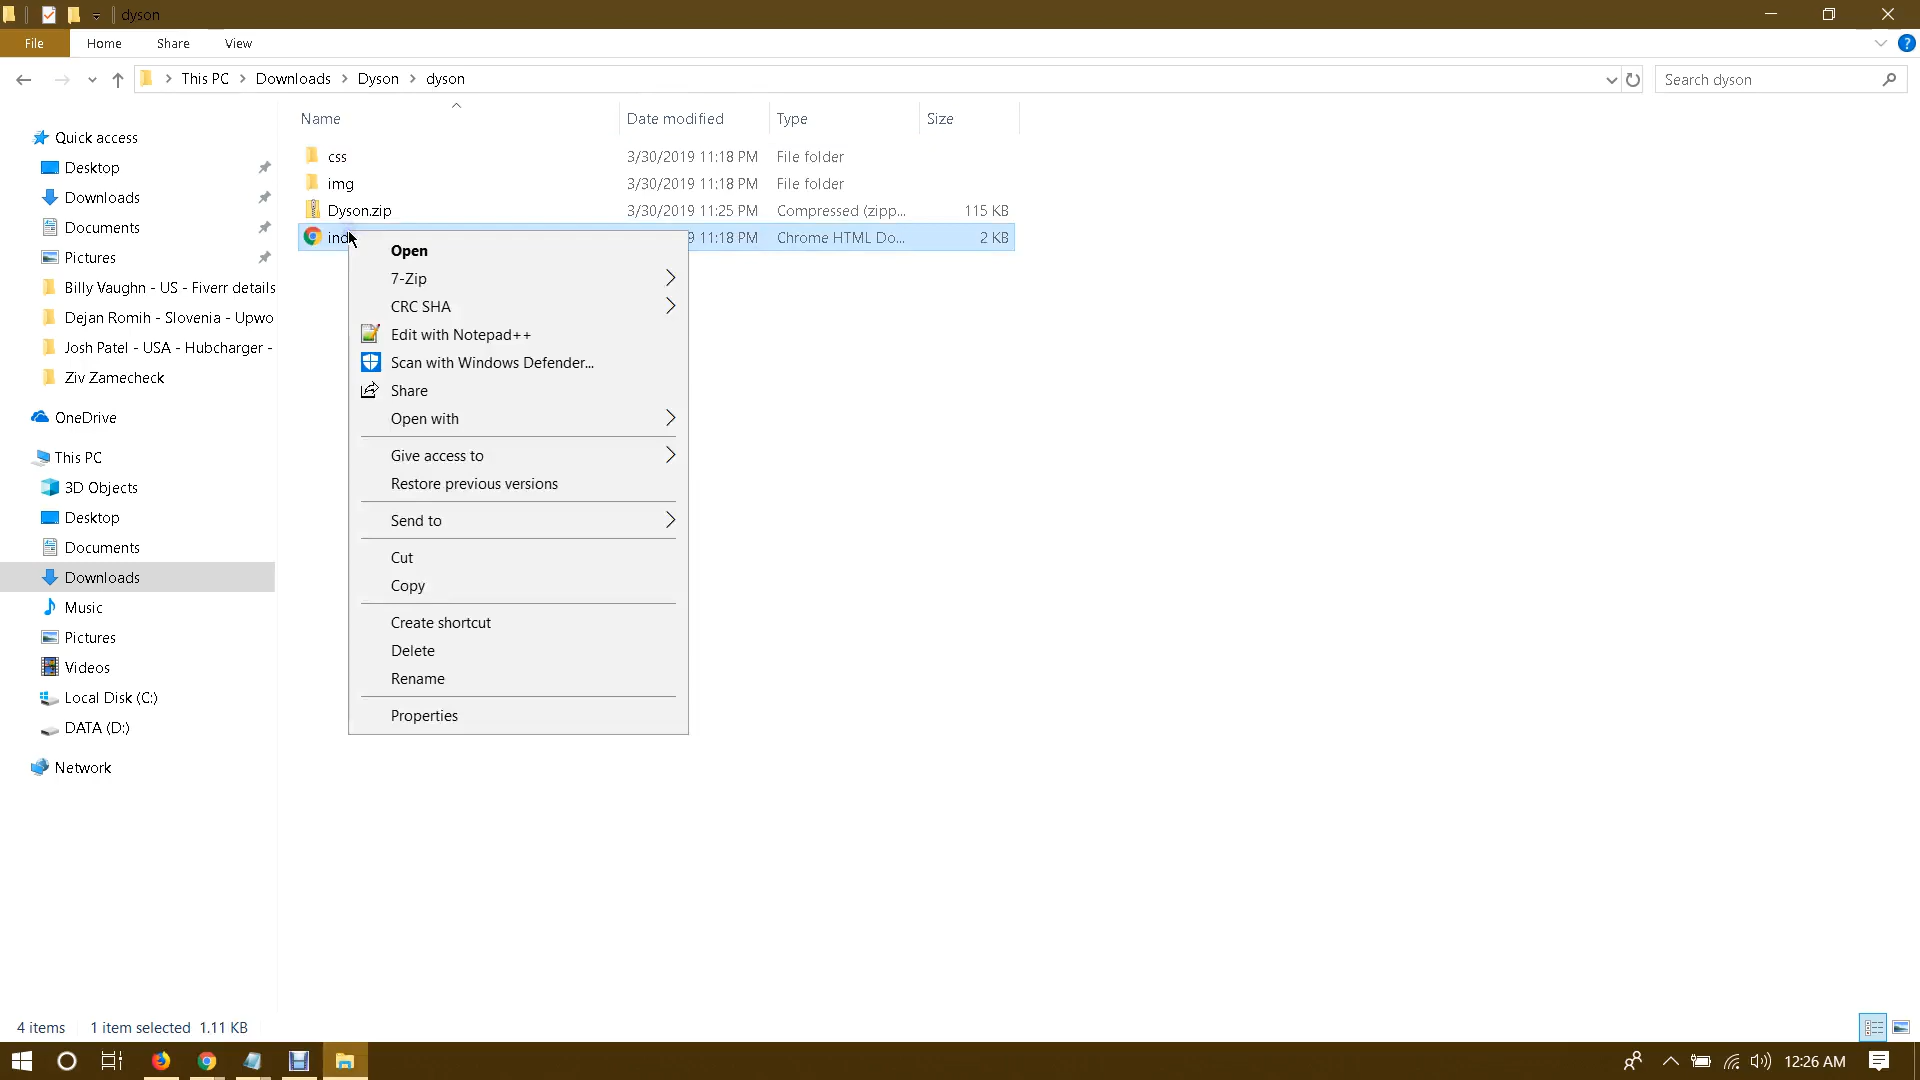 dyson
File Home Share View
This PC Downloads Dyson dyson
Search dyson
Name Date modified Type Size
Quick access
Desktop
Downloads
Documents
Pictures
Billy Vaughn - US - Fiverr details
Dejan Romih - Slovenia - Upwo
Josh Patel - USA - Hubcharger -
Ziv Zamecheck
OneDrive
This PC
3D Objects
Desktop
Documents
Downloads
Music
Pictures
Videos
Local Disk (C:)
DATA (D:)
Network
css 3/30/2019 11:18 PM File folder
img 3/30/2019 11:18 PM File folder
Dyson.zip 3/30/2019 11:25 PM Compressed (zipp... 115 KB
ind 9 11:18 PM Chrome HTML Do... 2 KB
Open
7-Zip
CRC SHA
Edit with Notepad++
Scan with Windows Defender...
Share
Open with
Give access to
Restore previous versions
Send to
Cut
Copy
Create shortcut
Delete
Rename
Properties
4 items 1 item selected 1.11 KB
12:26 AM